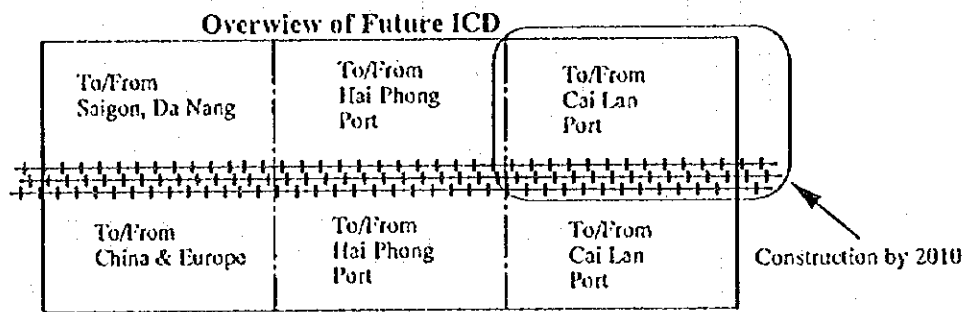 Overwiew of Future ICD
To/From
Saigon, Da Nang
To/From
Hai Phong
Port
To/From
Cai Lan
Port
To/From
China & Europe
To/From
Hai Phong
Port
To/From
Cai Lan
Port
Construction by 2010